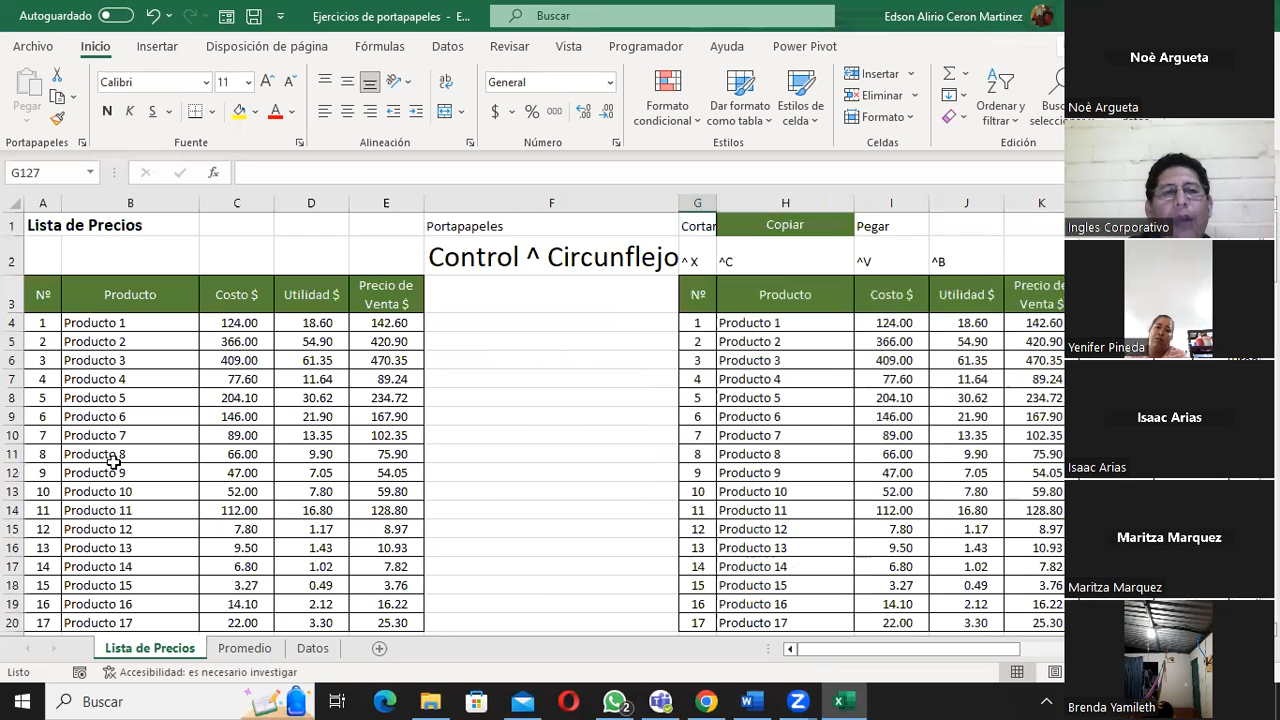 Autoguardado
Ejercicios de portapapeles - E...
Buscar
Edson Alirio Ceron Martinez
Archivo Inicio Insertar Disposición de página Fórmulas Datos Revisar Vista Programador Ayuda Power Pivot
Pegar
Calibri 11
N K S
General
$ % 000
Formato condicional
Dar formato como tabla
Estilos de celda
Insertar
Eliminar
Formato
Ordenar y filtrar
Portapapeles Fuente Alineación Número Estilos Celdas Edición
G127
fx
A B C D E F G H I J K
1 Lista de Precios Portapapeles Cortar Copiar Pegar
2 Control ^ Circunflejo ^ X ^C ^V ^B
3 Nº Producto Costo $ Utilidad $ Precio de Venta $ Nº Producto Costo $ Utilidad $ Precio de Venta $
4 1 Producto 1 124.00 18.60 142.60 1 Producto 1 124.00 18.60 142.60
5 2 Producto 2 366.00 54.90 420.90 2 Producto 2 366.00 54.90 420.90
6 3 Producto 3 409.00 61.35 470.35 3 Producto 3 409.00 61.35 470.35
7 4 Producto 4 77.60 11.64 89.24 4 Producto 4 77.60 11.64 89.24
8 5 Producto 5 204.10 30.62 234.72 5 Producto 5 204.10 30.62 234.72
9 6 Producto 6 146.00 21.90 167.90 6 Producto 6 146.00 21.90 167.90
10 7 Producto 7 89.00 13.35 102.35 7 Producto 7 89.00 13.35 102.35
11 8 Producto 8 66.00 9.90 75.90 8 Producto 8 66.00 9.90 75.90
12 9 Producto 9 47.00 7.05 54.05 9 Producto 9 47.00 7.05 54.05
13 10 Producto 10 52.00 7.80 59.80 10 Producto 10 52.00 7.80 59.80
14 11 Producto 11 112.00 16.80 128.80 11 Producto 11 112.00 16.80 128.80
15 12 Producto 12 7.80 1.17 8.97 12 Producto 12 7.80 1.17 8.97
16 13 Producto 13 9.50 1.43 10.93 13 Producto 13 9.50 1.43 10.93
17 14 Producto 14 6.80 1.02 7.82 14 Producto 14 6.80 1.02 7.82
18 15 Producto 15 3.27 0.49 3.76 15 Producto 15 3.27 0.49 3.76
19 16 Producto 16 14.10 2.12 16.22 16 Producto 16 14.10 2.12 16.22
20 17 Producto 17 22.00 3.30 25.30 17 Producto 17 22.00 3.30 25.30
Lista de Precios Promedio Datos
Listo Accesibilidad: es necesario investigar
Buscar
2
Noè Argueta
Noè Argueta
Ingles Corporativo
Yenifer Pineda
Isaac Arias
Isaac Arias
Maritza Marquez
Maritza Marquez
Brenda Yamileth